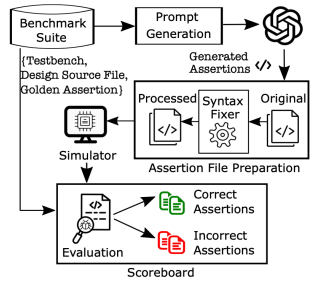 Benchmark
Suite
Prompt
Generation
{Testbench,
Design Source File,
Golden Assertion}
Generated
Assertions </>
Processed
Syntax
Fixer
Original
</>
</>
Assertion File Preparation
Simulator
</>
Evaluation
Correct
Assertions
Incorrect
Assertions
Scoreboard